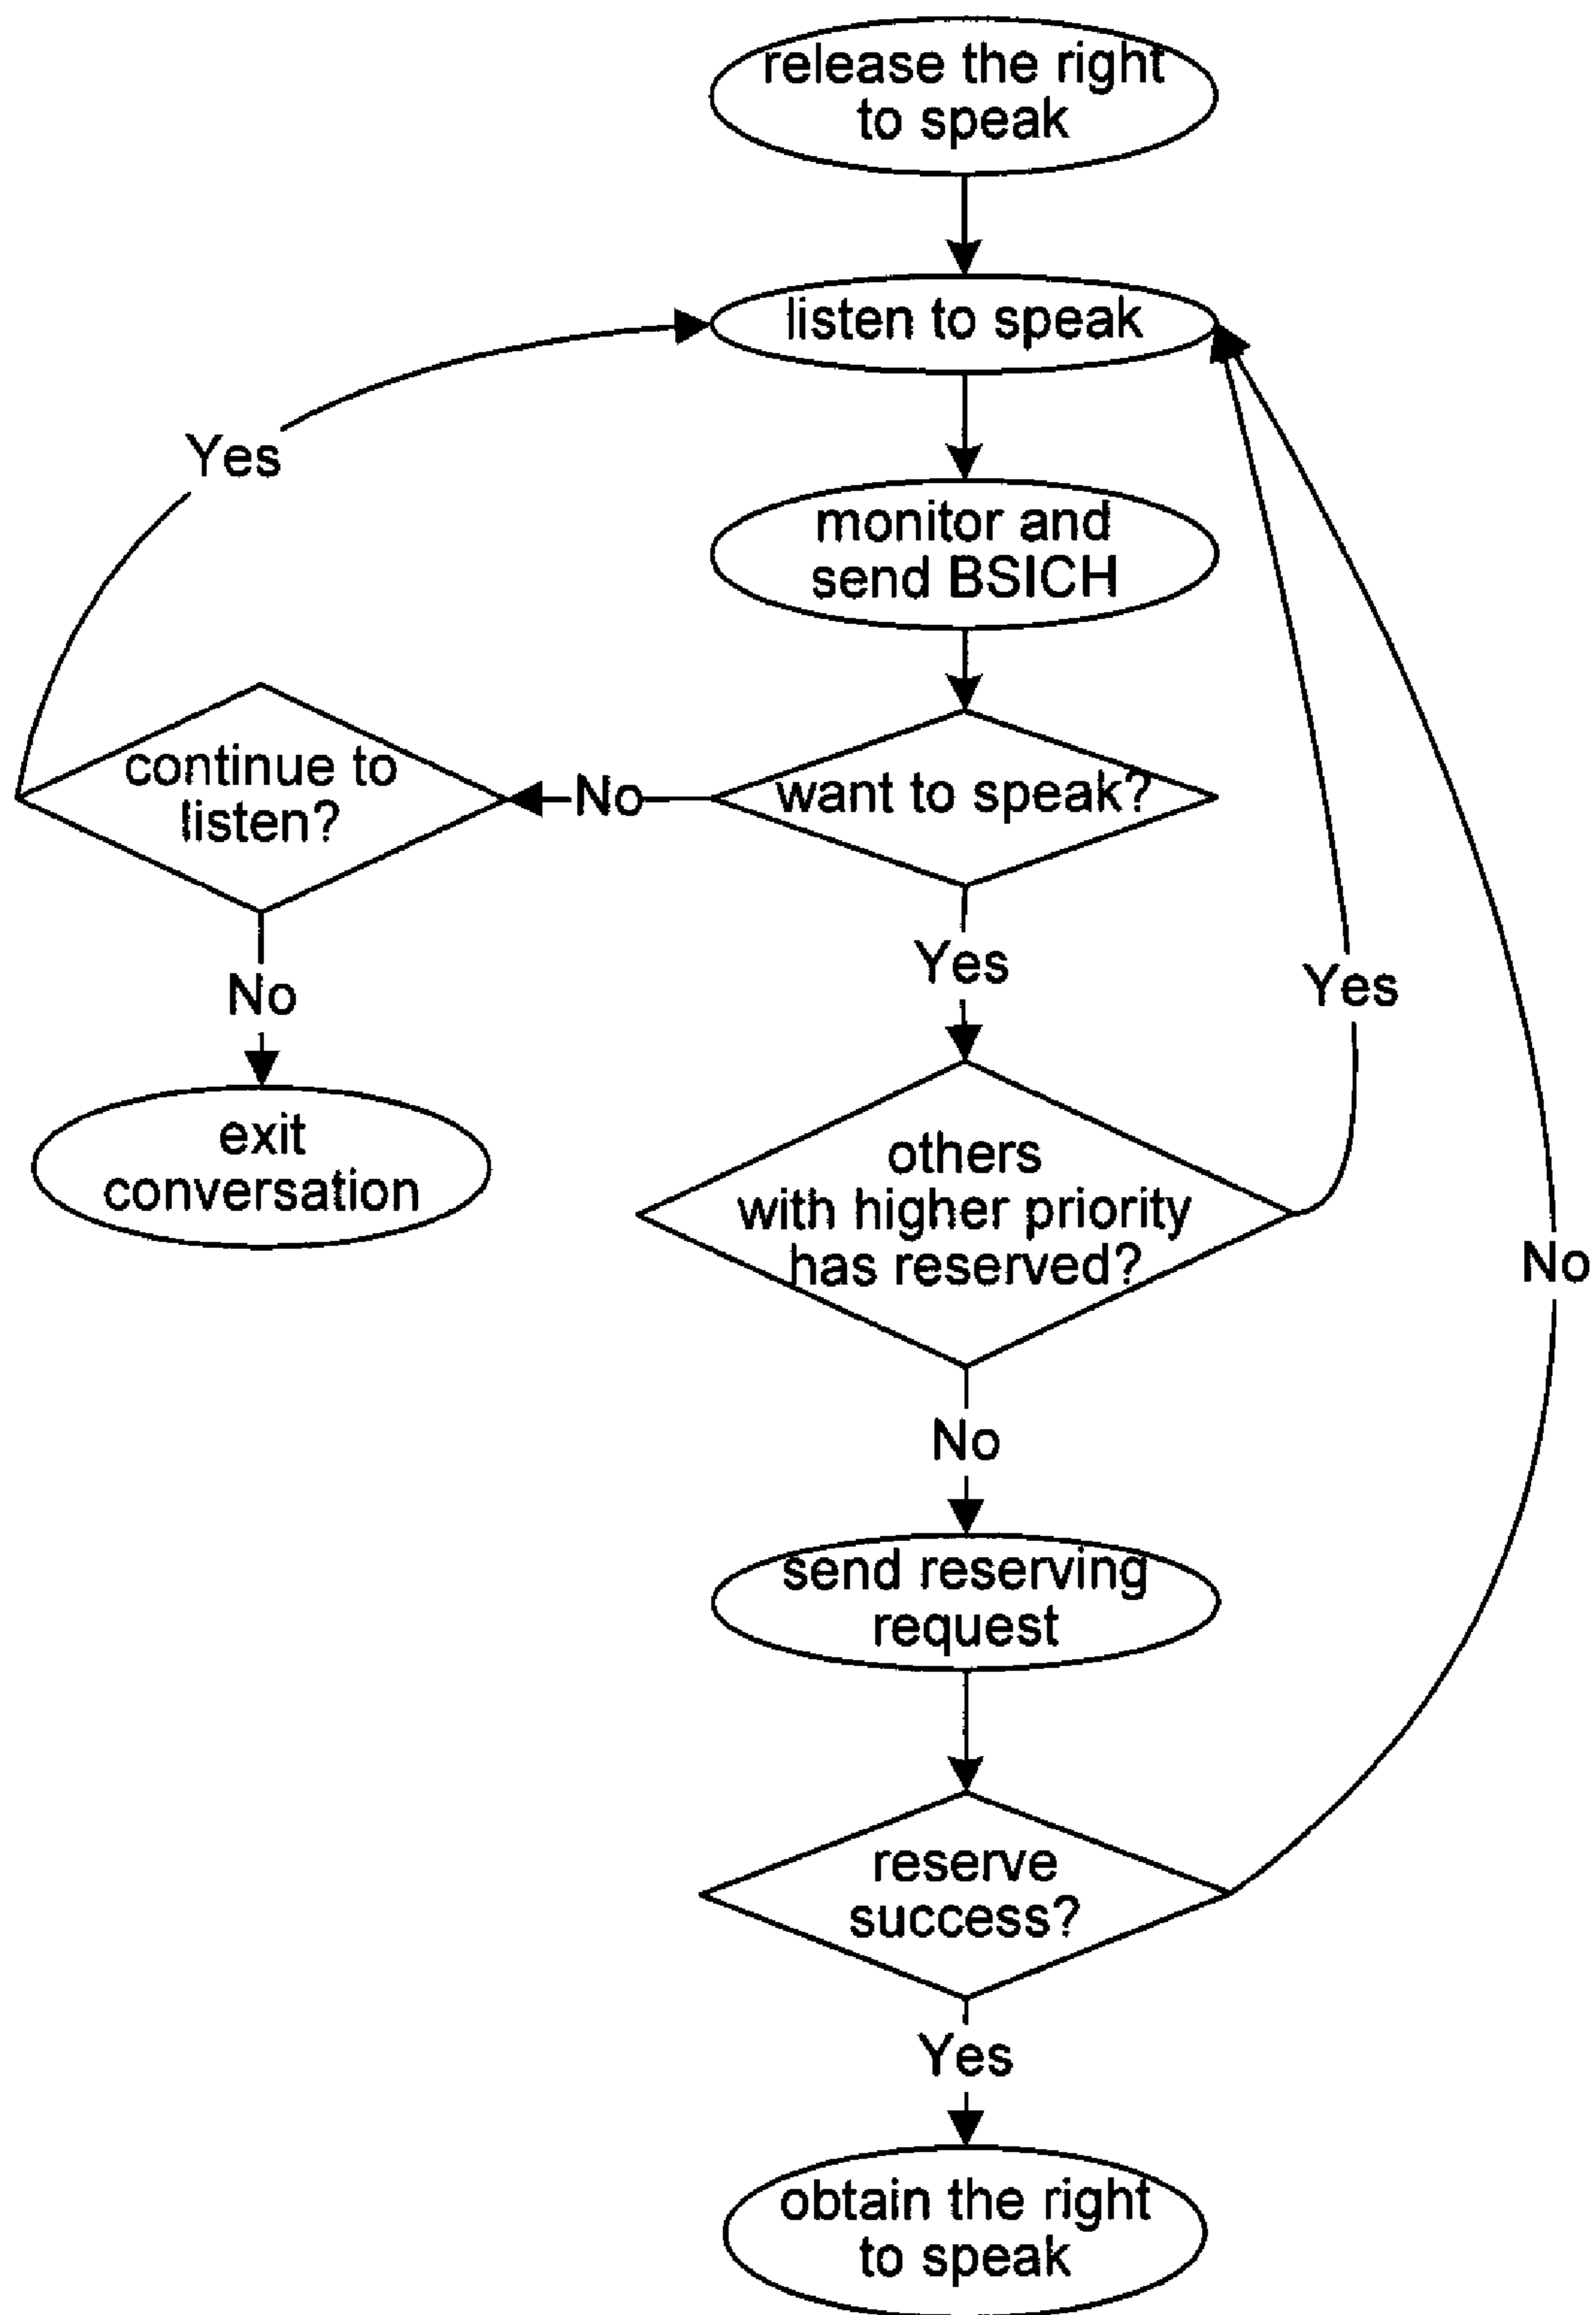 release the right
to speak
listen to speak
Yes
monitor and
send BSICH
continue to
listen?
No
want to speak?
Yes
Yes
No
exit
conversation
others
with higher priority
has reserved?
No
No
send reserving
request
reserve
success?
Yes
obtain the right
to speak